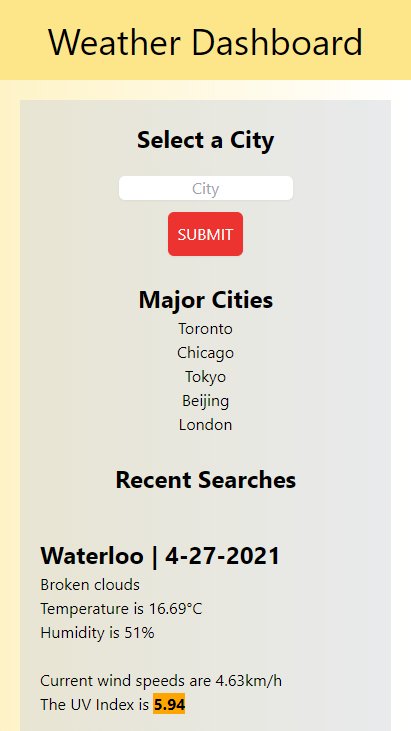 Weather Dashboard
Select a City
City
SUBMIT
Major Cities
Toronto
Chicago
Tokyo
Beijing
London
Recent Searches
Waterloo | 4-27-2021
Broken clouds
Temperature is 16.69°C
Humidity is 51%
Current wind speeds are 4.63km/h
The UV Index is 5.94